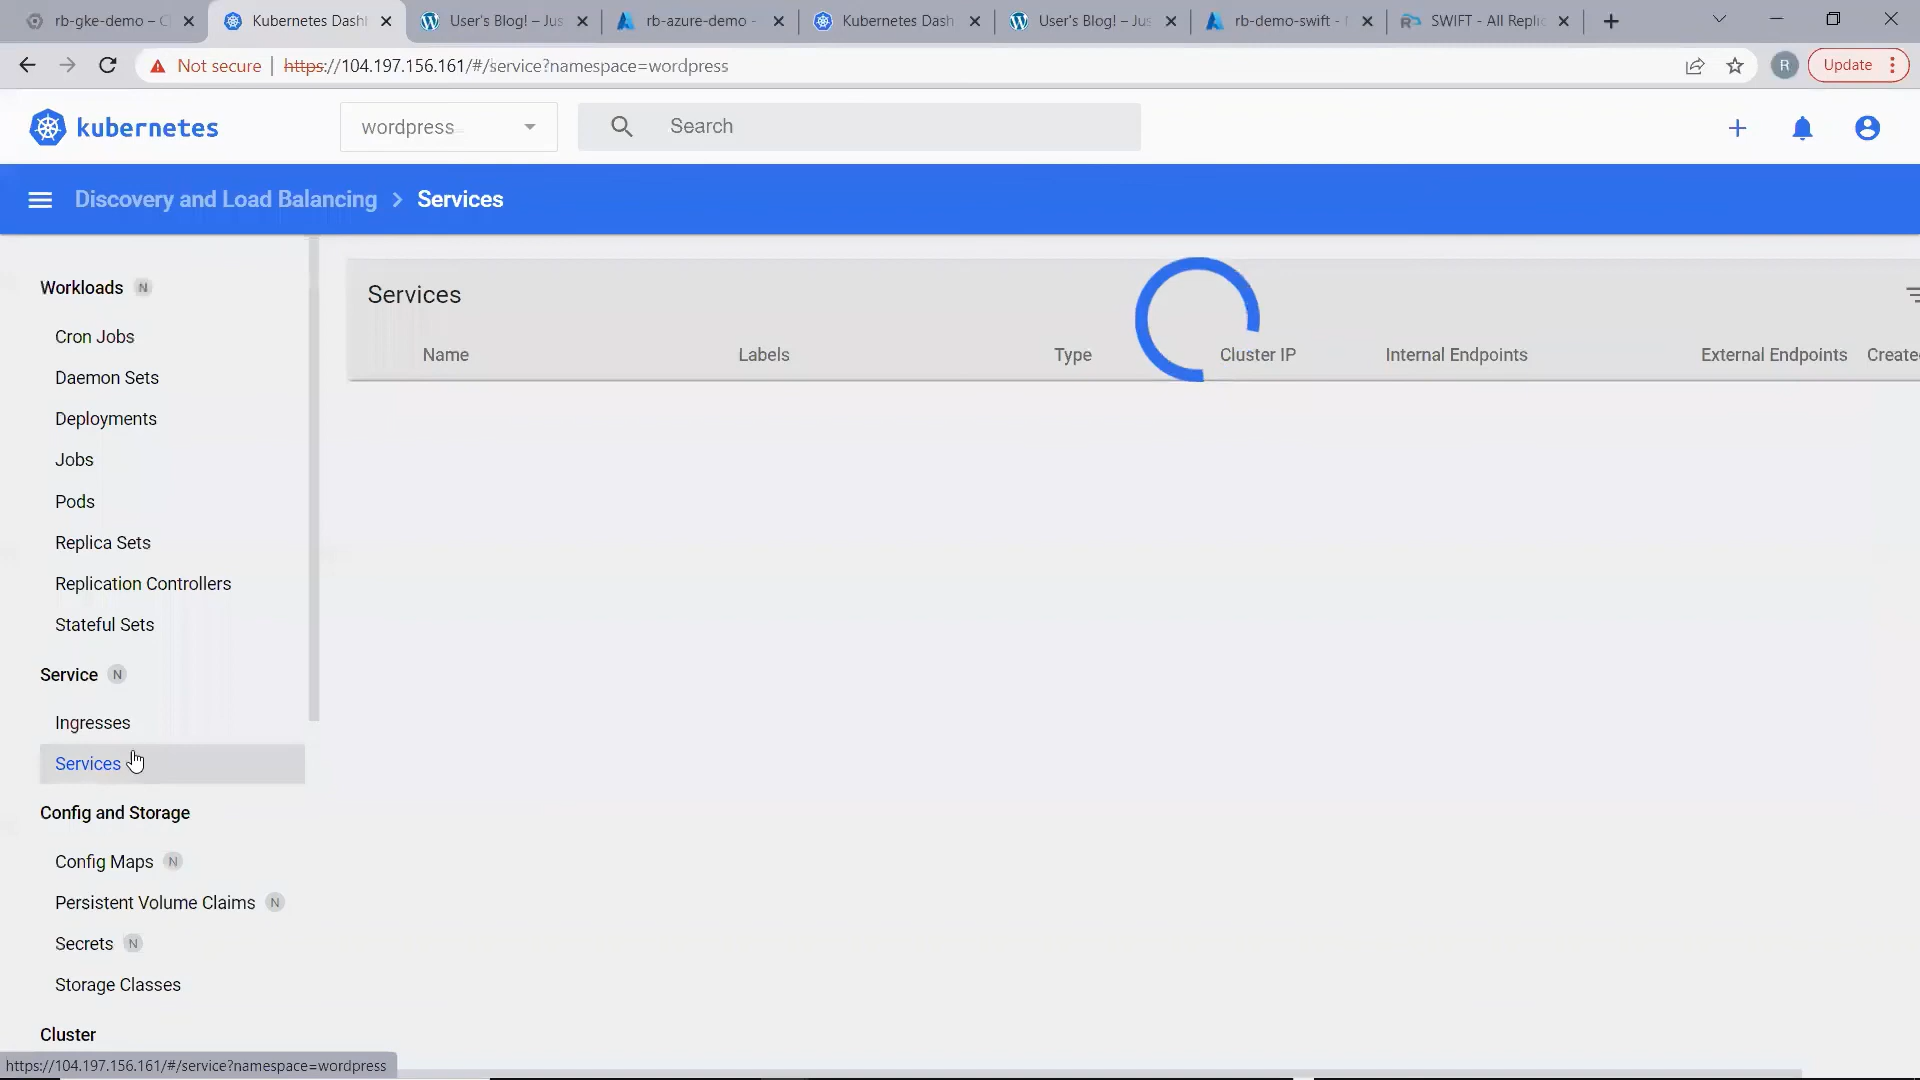 rb-gke-demo – C
Kubernetes Dash
User's Blog! – Jus
rb-azure-demo -
Kubernetes Dash
User's Blog! – Jus
rb-demo-swift -
SWIFT - All Replic
Not secure
https://104.197.156.161/#/service?namespace=wordpress
R
Update
kubernetes
wordpress
Search
Discovery and Load Balancing > Services
Workloads N
Cron Jobs
Daemon Sets
Deployments
Jobs
Pods
Replica Sets
Replication Controllers
Stateful Sets
Service N
Ingresses
Services
Config and Storage
Config Maps N
Persistent Volume Claims N
Secrets N
Storage Classes
Cluster
Services
Name Labels Type Cluster IP Internal Endpoints External Endpoints Create
https://104.197.156.161/#/service?namespace=wordpress